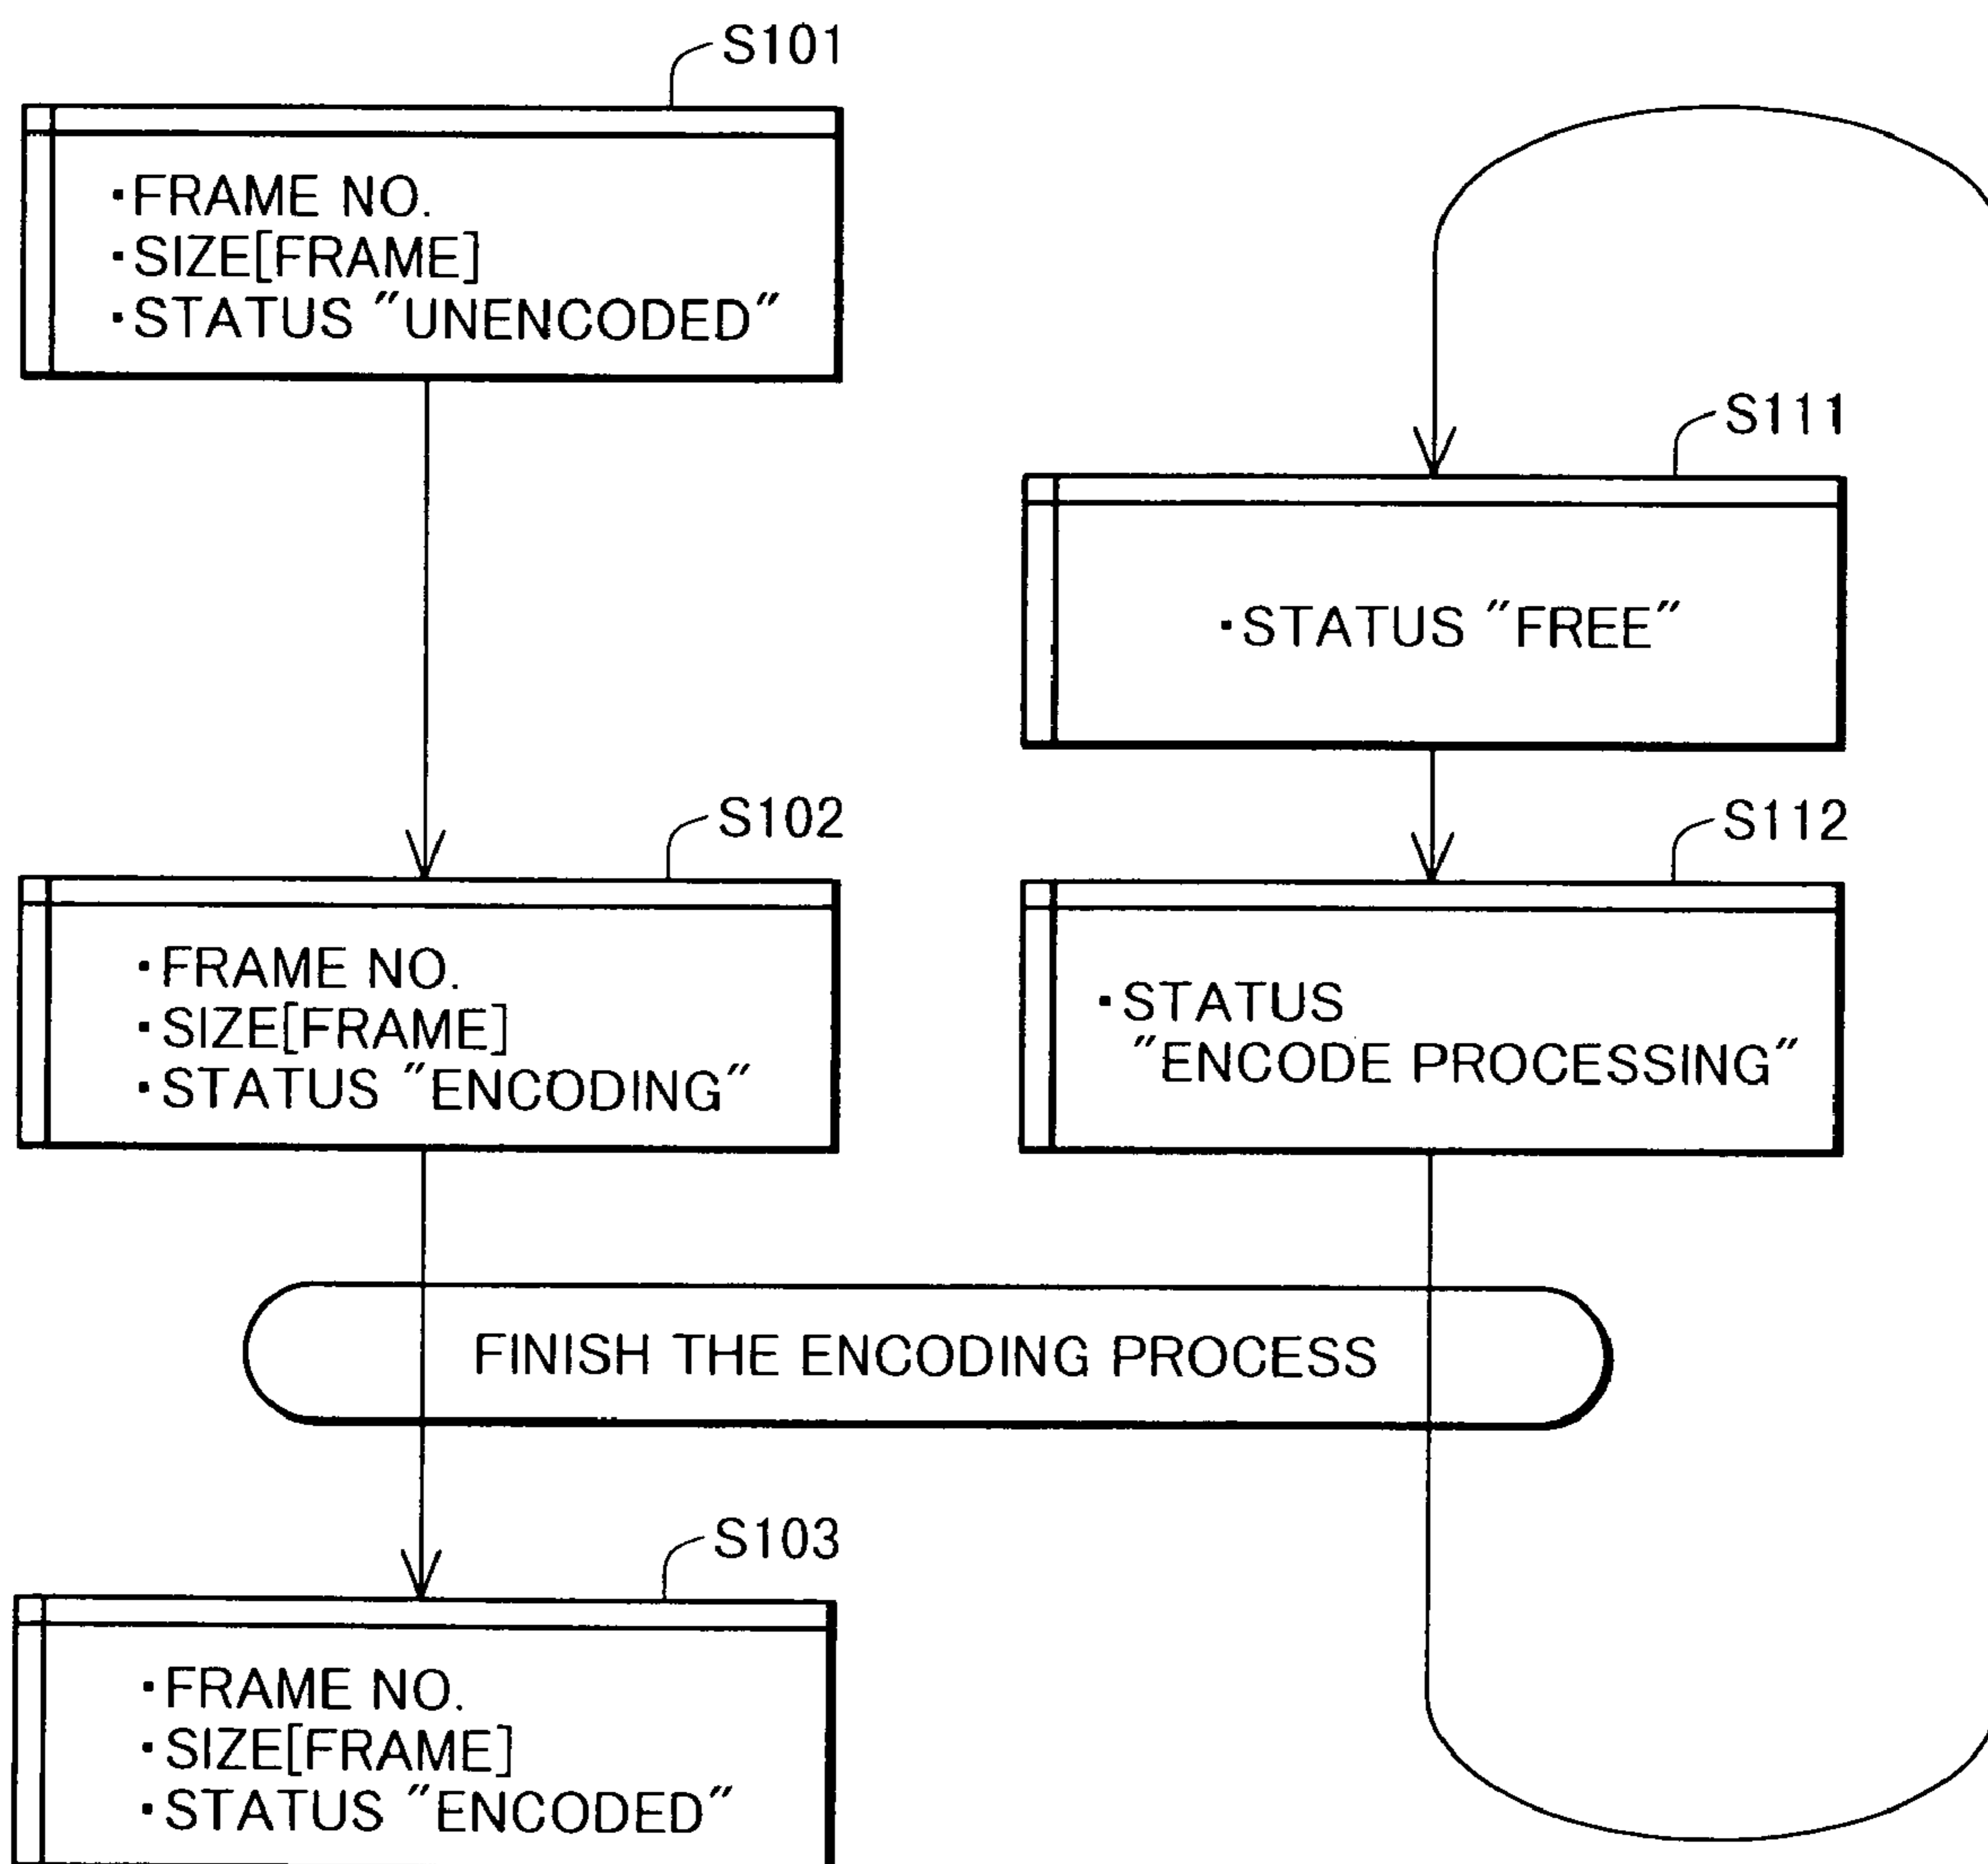 S101
・FRAME NO.
・SIZE[FRAME]
・STATUS "UNENCODED"
S111
・STATUS "FREE"
S102
・FRAME NO.
・SIZE[FRAME]
・STATUS "ENCODING"
S112
・STATUS
"ENCODE PROCESSING"
FINISH THE ENCODING PROCESS
S103
・FRAME NO.
・SIZE[FRAME]
・STATUS "ENCODED"